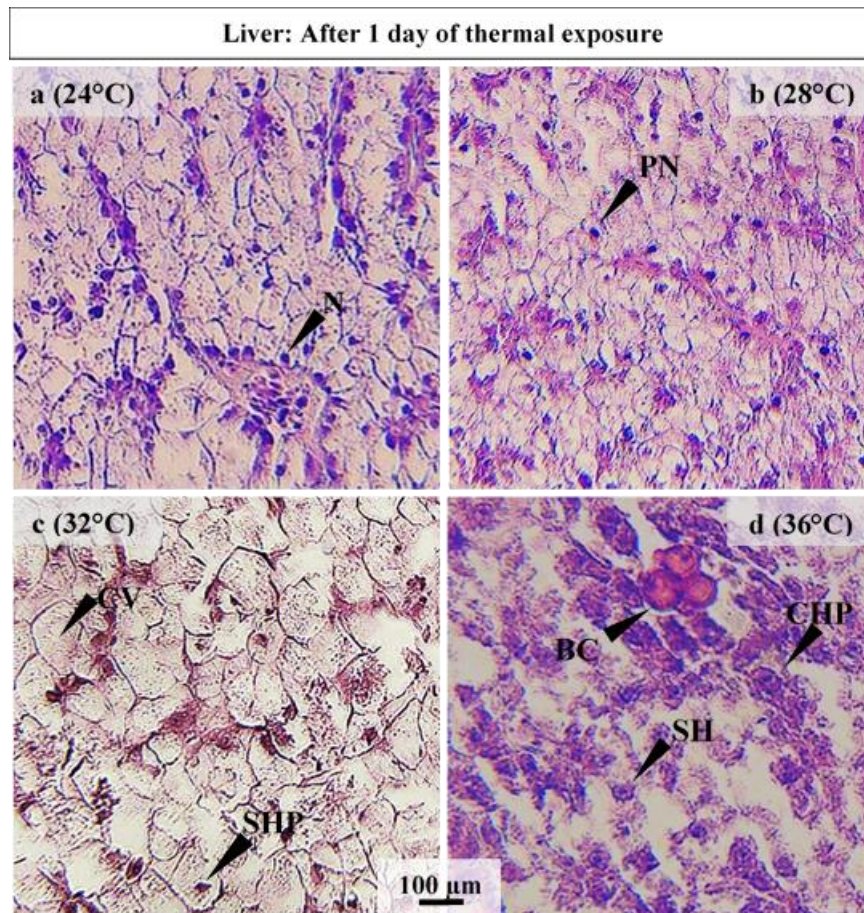 Liver: After 1 day of thermal exposure
a (24°C)
b (28°C)
PN
N
c (32°C)
d (36°C)
CV
CHP
BC
SH
SHP
100 µm